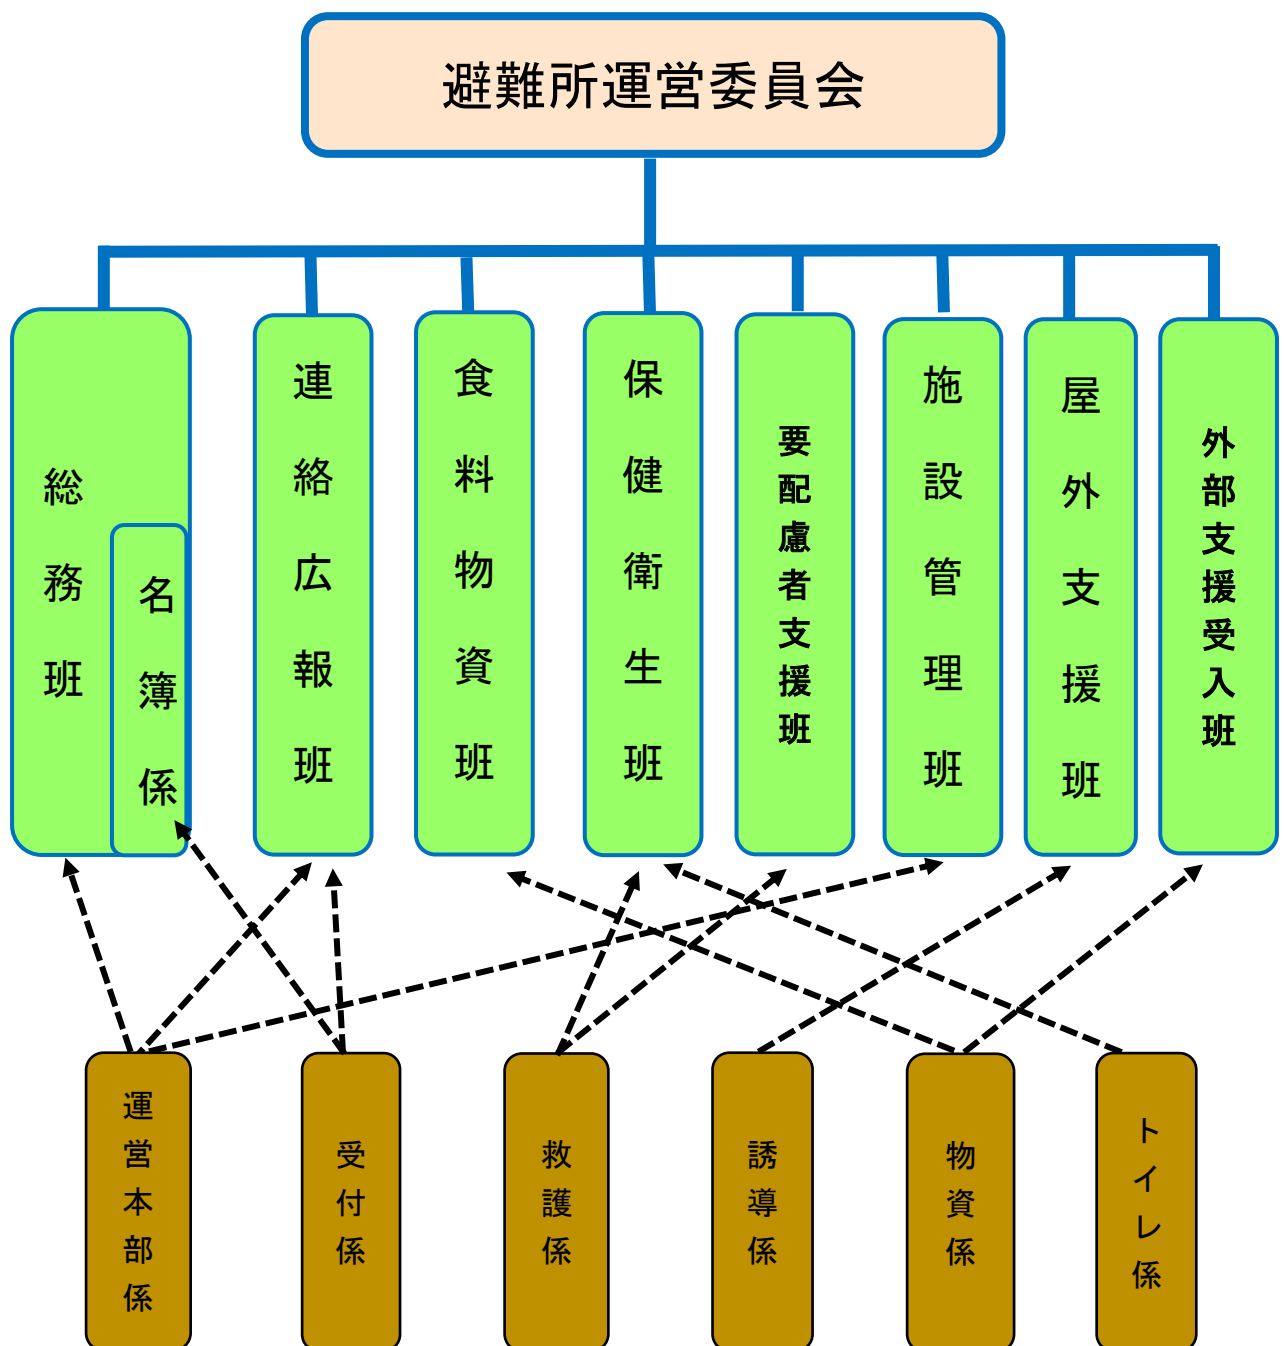 避難所運営委員会
総務班
名簿係
連絡広報班
食料物資班
保健衛生班
要配慮者支援班
施設管理班
屋外支援班
外部支援受入班
運営本部係
受付係
救護係
誘導係
物資係
トイレ係